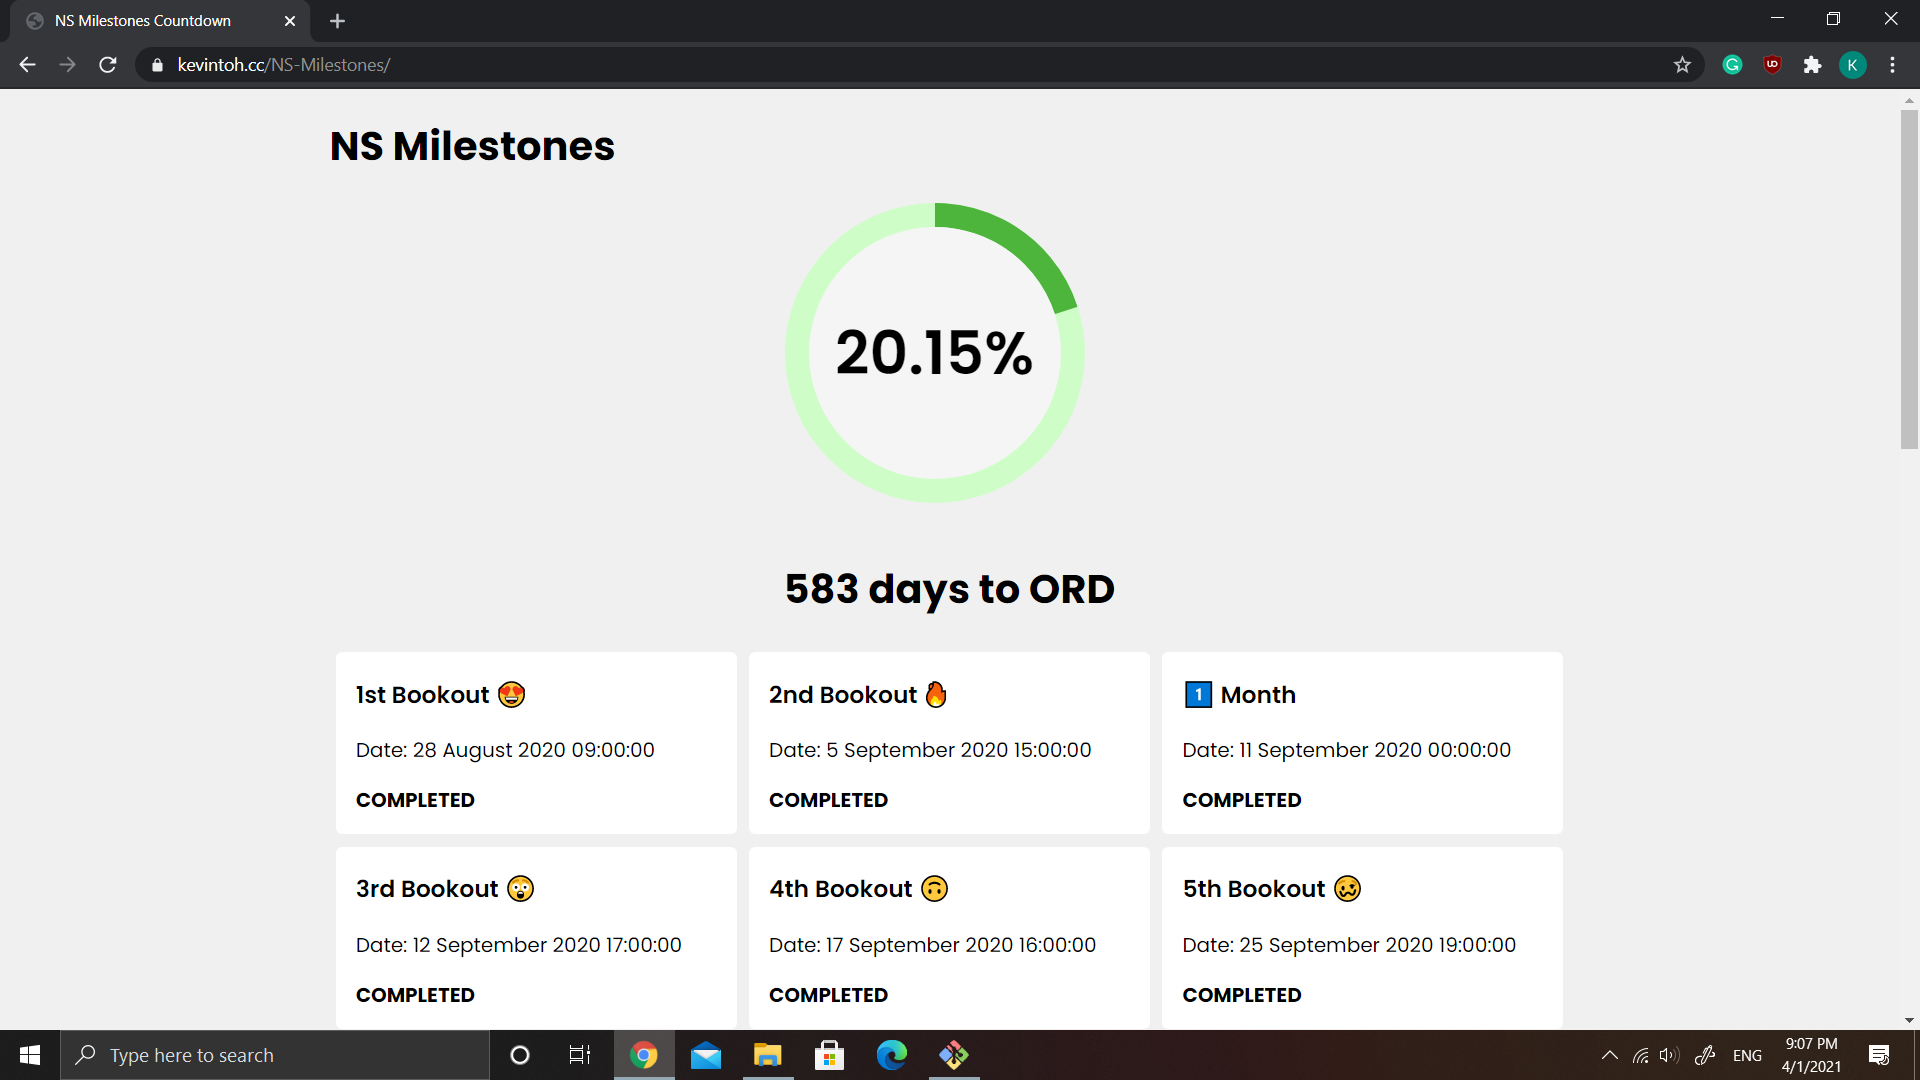 NS Milestones Countdown
kevintoh.cc/NS-Milestones/
K
NS Milestones
20.15%
583 days to ORD
1st Bookout 😍
Date: 28 August 2020 09:00:00
COMPLETED
2nd Bookout 🔥
Date: 5 September 2020 15:00:00
COMPLETED
1️⃣ Month
Date: 11 September 2020 00:00:00
COMPLETED
3rd Bookout 😲
Date: 12 September 2020 17:00:00
COMPLETED
4th Bookout 🙃
Date: 17 September 2020 16:00:00
COMPLETED
5th Bookout 🥴
Date: 25 September 2020 19:00:00
COMPLETED
Type here to search
ENG
9:07 PM
4/1/2021